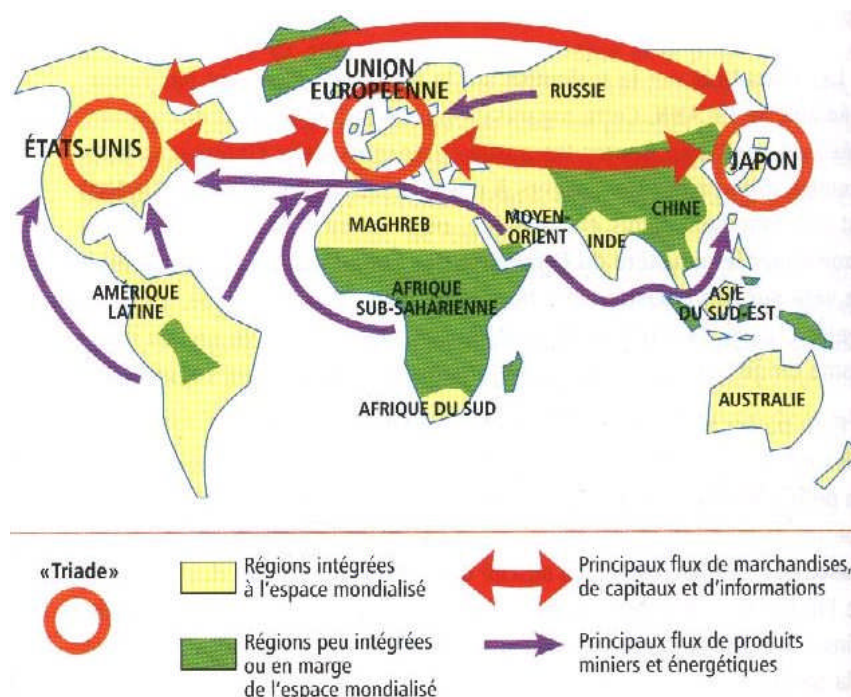 UNION
EUROPÉENNE
RUSSIE
ÉTATS-UNIS
JAPON
MAGHREB
MOYEN-
ORIENT
INDE
CHINE
AMÉRIQUE
LATINE
AFRIQUE
SUB-SAHARIENNE
ASIE
DU SUD-EST
AFRIQUE DU SUD
AUSTRALIE
«Triade»
Régions intégrées
à l'espace mondialisé
Régions peu intégrées
ou en marge
de l'espace mondialisé
Principaux flux de marchandises,
de capitaux et d'informations
Principaux flux de produits
miniers et énergétiques